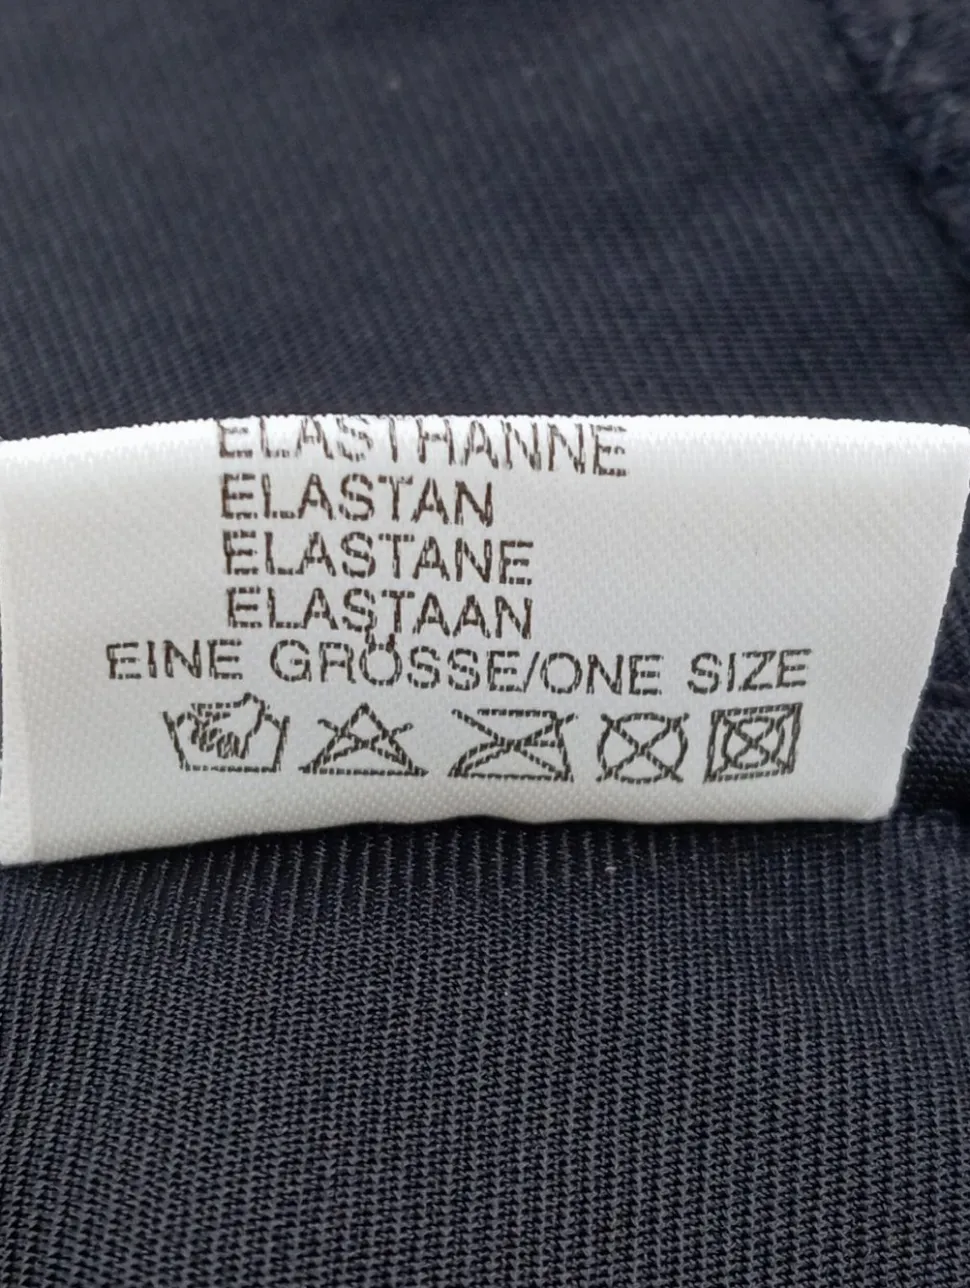 ELASTHANNE
ELASTAN
ELASTANE
ELASTAAN
EINE GRÖSSE/ONE SIZE